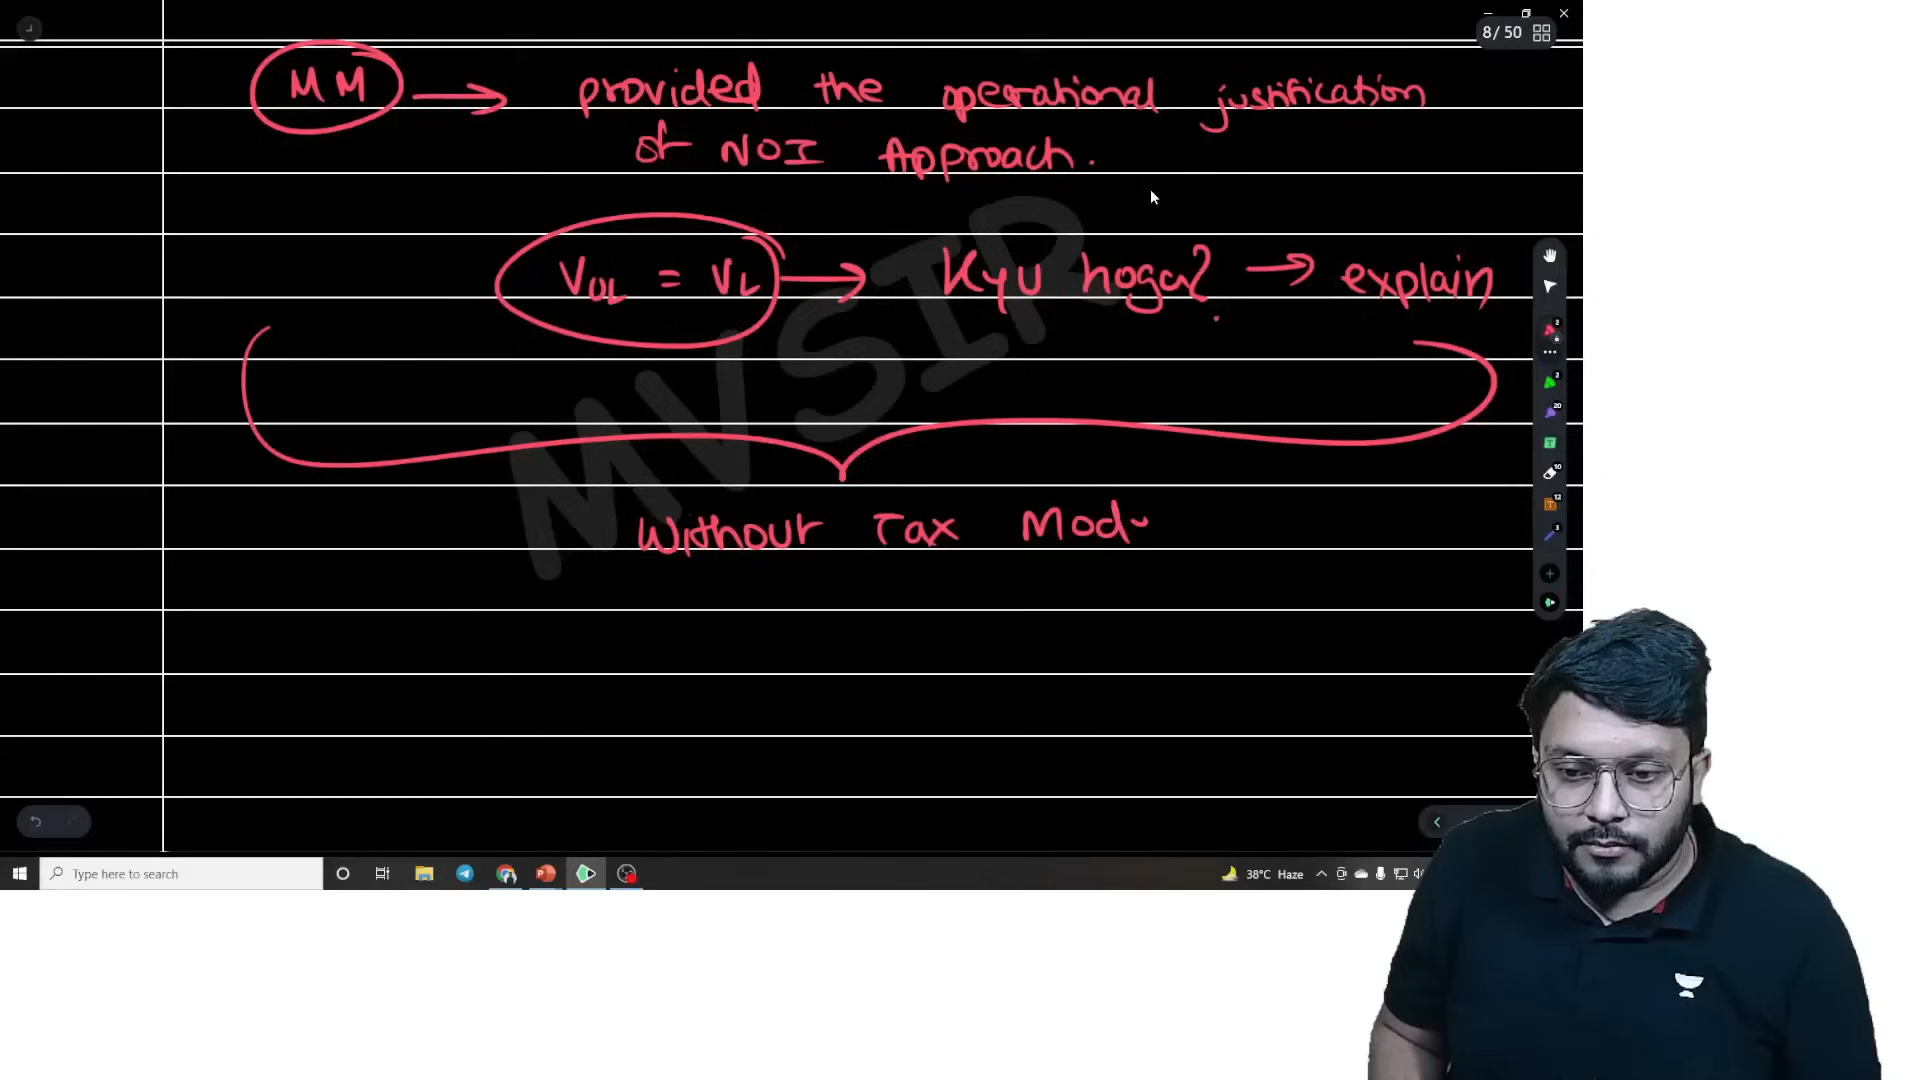 8/50
MM → provided the operational justification
of NOI Approach.
VUL = VL → Kyu hoga? → explain
MVSIR
Without Tax Mod
Type here to search
38°C Haze